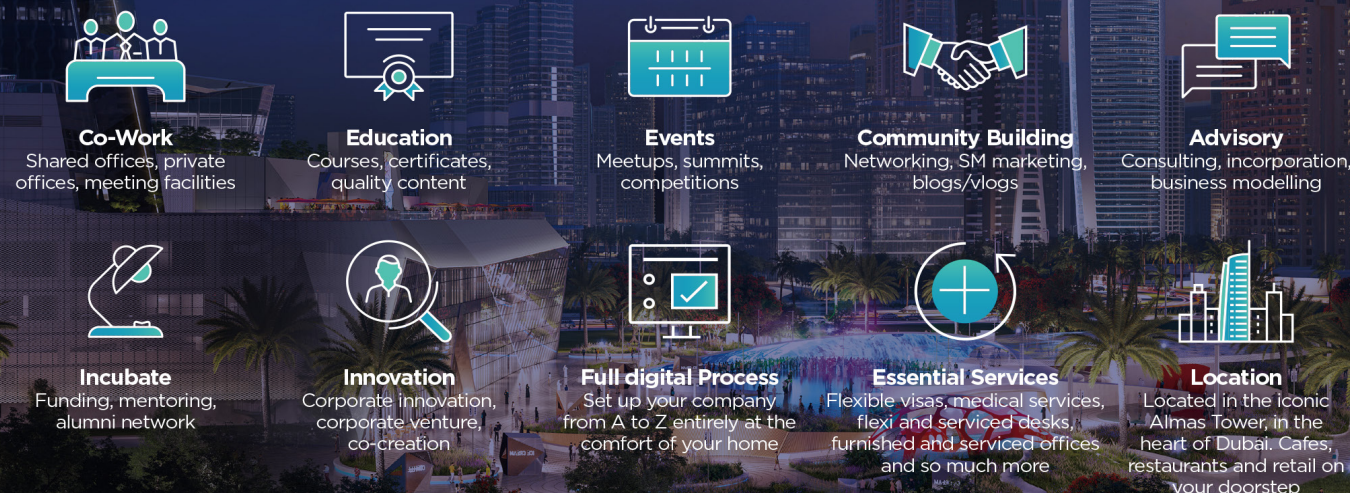 Co-Work
Shared offices, private
offices, meeting facilities
Education
Courses, certificates,
quality content
Events
Meetups, summits,
competitions
Community Building
Networking, SM marketing,
blogs/vlogs
Advisory
Consulting, incorporation,
business modelling
Incubate
Funding, mentoring,
alumni network
Innovation
Corporate innovation,
corporate venture,
co-creation
Full digital Process
Set up your company
from A to Z entirely at the
comfort of your home
Essential Services
Flexible visas, medical services,
flexi and serviced desks,
furnished and serviced offices
and so much more
Location
Located in the iconic
Almas Tower, in the
heart of Dubai. Cafes,
restaurants and retail on
your doorstep